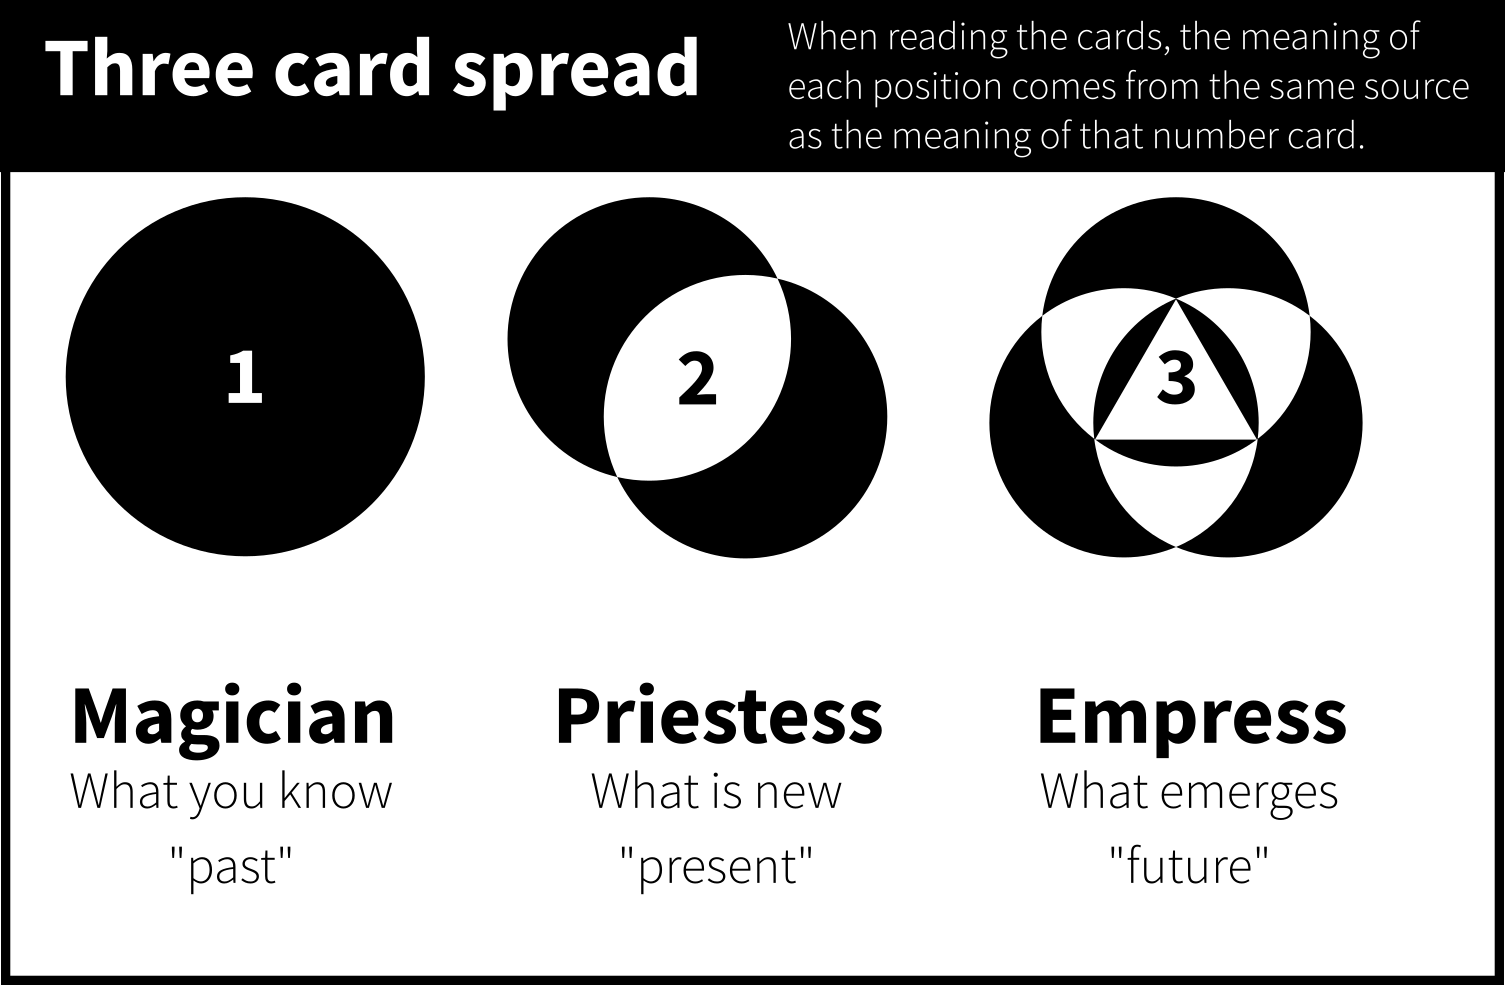 Three card spread
When reading the cards, the meaning of
each position comes from the same source
as the meaning of that number card.
1
2
3
Magician
What you know
"past"
Priestess
What is new
"present"
Empress
What emerges
"future"